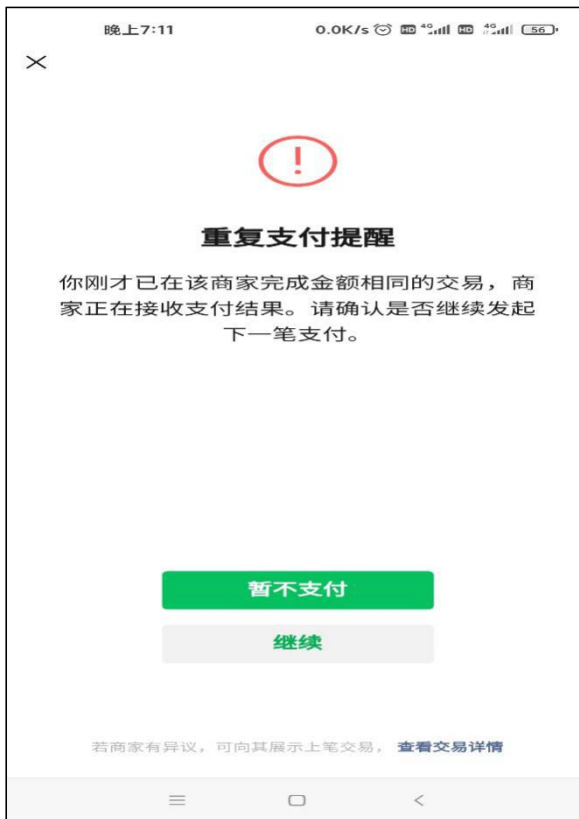 晚上7:11 0.0K/s HD 4G HD 4G 56
重复支付提醒
你刚才已在该商家完成金额相同的交易，商
家正在接收支付结果。请确认是否继续发起
下一笔支付。
暂不支付
继续
若商家有异议，可向其展示上笔交易，查看交易详情